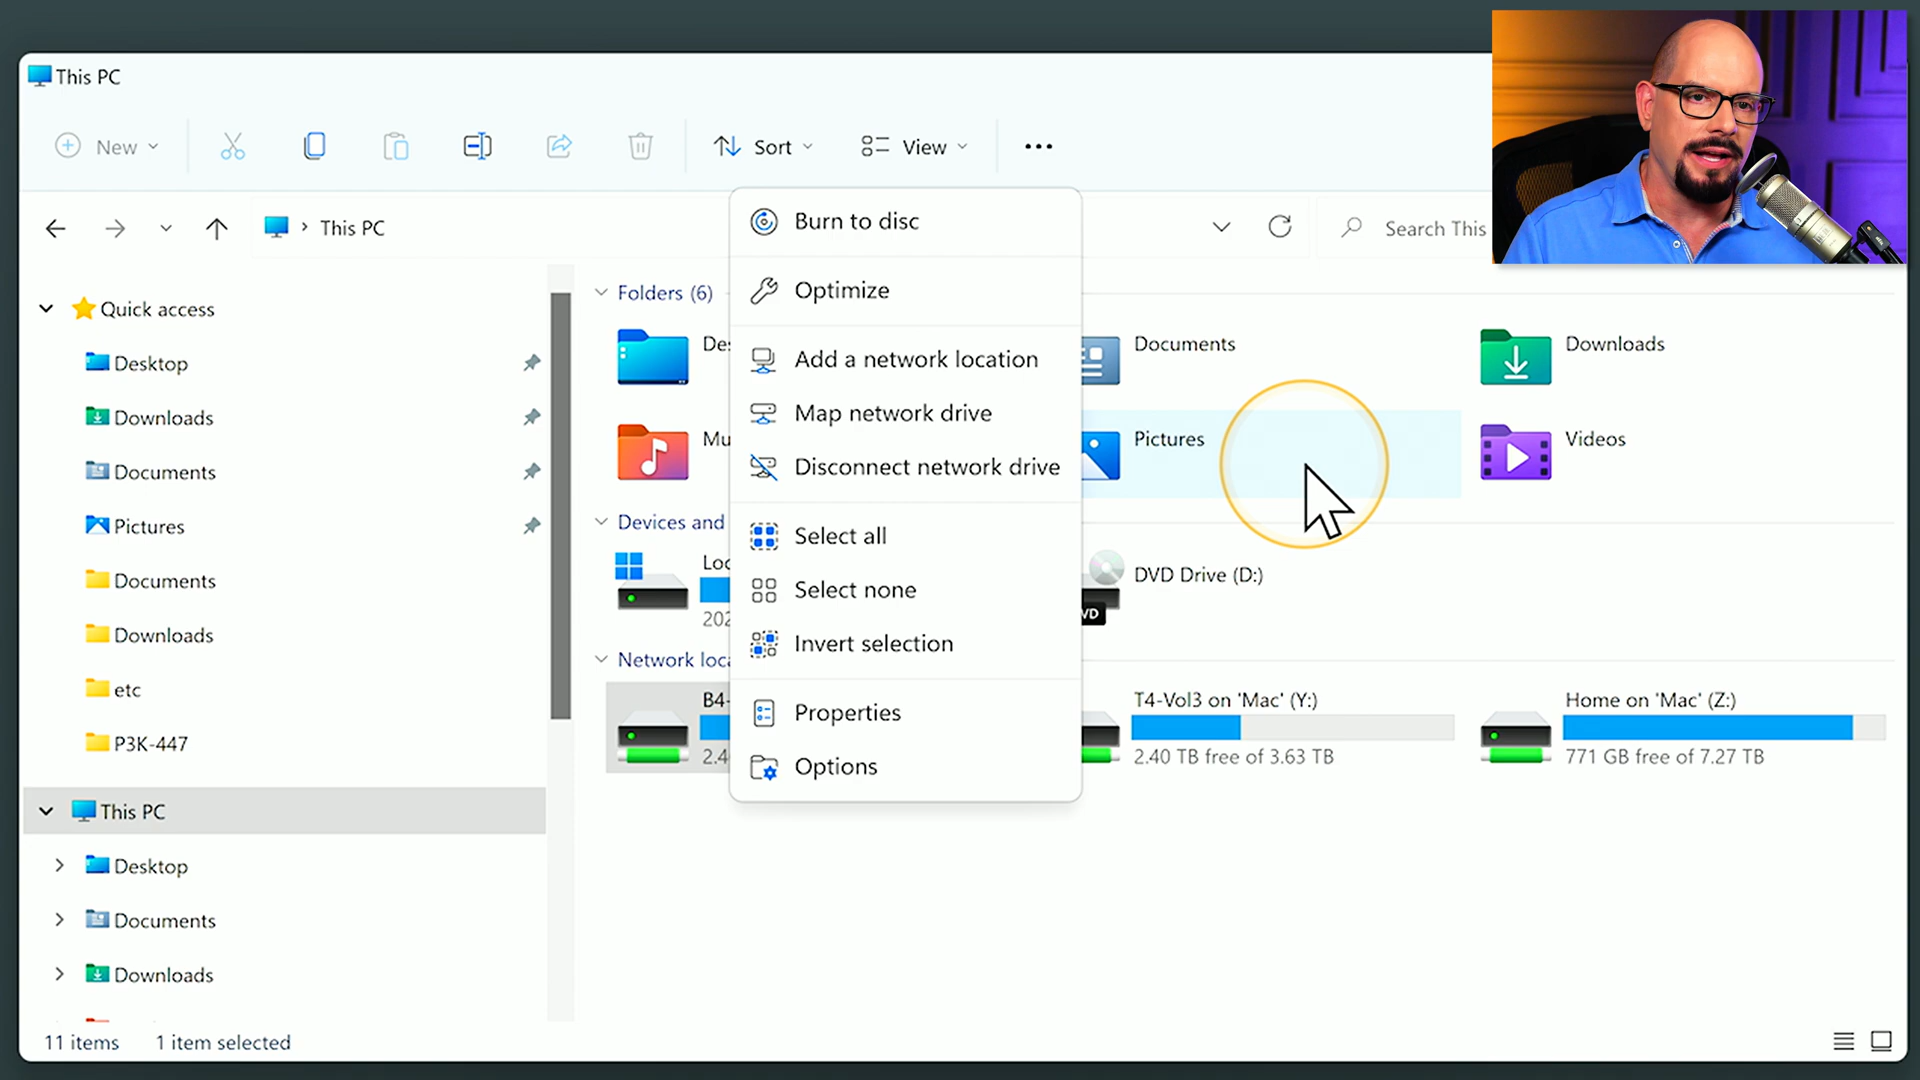 This PC
New
Sort
View
This PC
Search This
Burn to disc
Optimize
Add a network location
Map network drive
Disconnect network drive
Select all
Select none
Invert selection
Properties
Options
Quick access
Desktop
Downloads
Documents
Pictures
Documents
Downloads
etc
P3K-447
This PC
Desktop
Documents
Downloads
Folders (6)
Documents
Downloads
Pictures
Videos
Devices and
DVD Drive (D:)
T4-Vol3 on 'Mac' (Y:)
2.40 TB free of 3.63 TB
Home on 'Mac' (Z:)
771 GB free of 7.27 TB
11 items
1 item selected